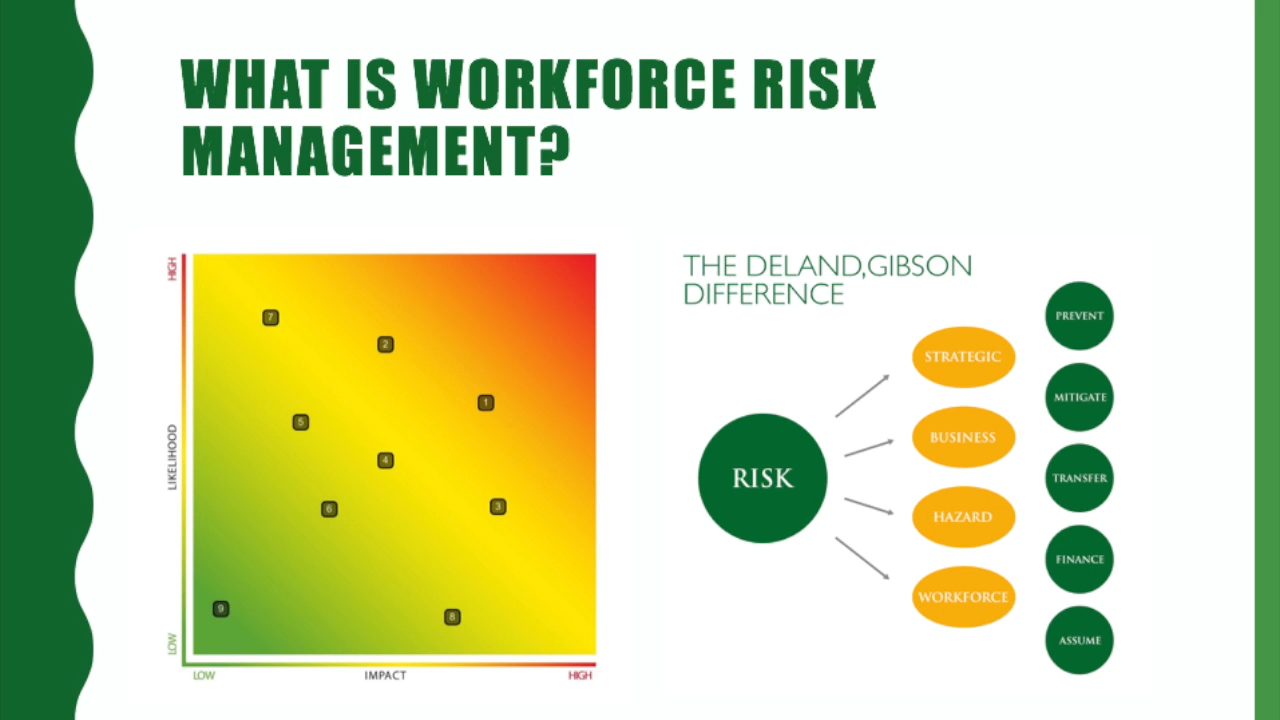 WHAT IS WORKFORCE RISK
MANAGEMENT?
HIGH
LIKELIHOOD
LOW
7
2
1
5
4
6
3
9
8
LOW
IMPACT
HIGH
THE DELAND,GIBSON
DIFFERENCE
RISK
STRATEGIC
BUSINESS
HAZARD
WORKFORCE
PREVENT
MITIGATE
TRANSFER
FINANCE
ASSUME